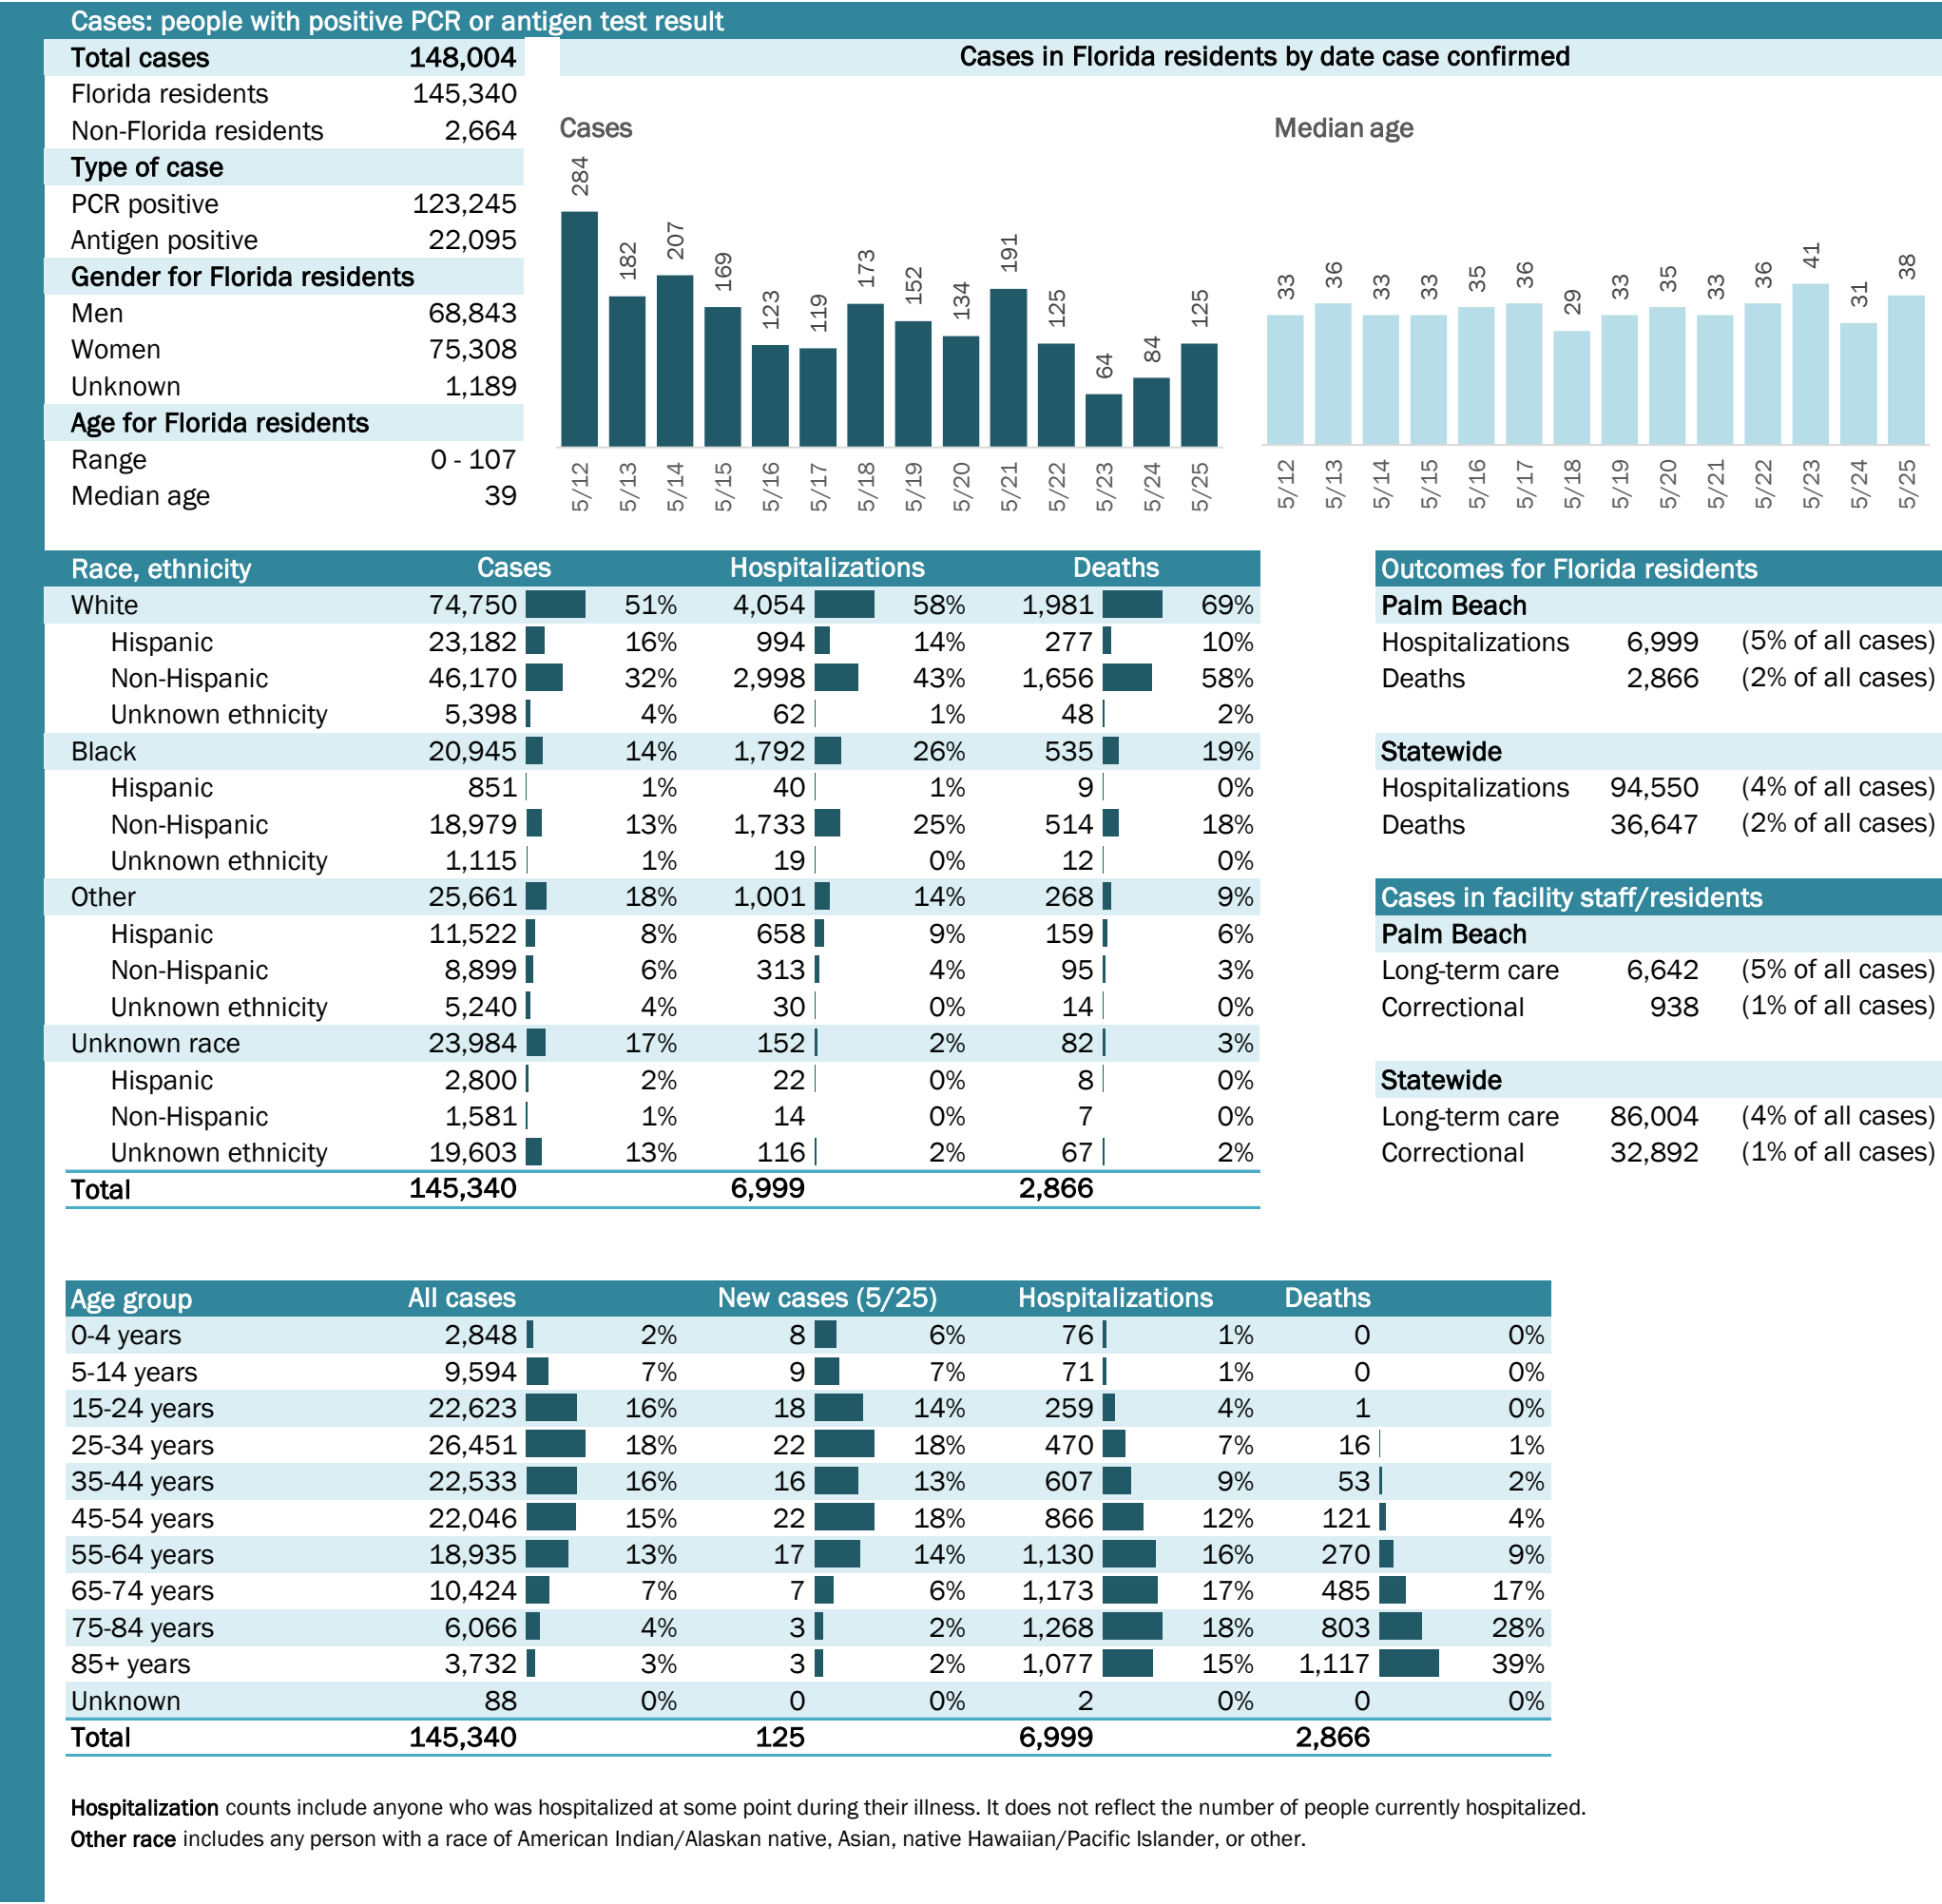 Cases: people with positive PCR or antigen test result
Total cases 148,004
Florida residents 145,340
Non-Florida residents 2,664
Type of case
PCR positive 123,245
Antigen positive 22,095
Gender for Florida residents
Men 68,843
Women 75,308
Unknown 1,189
Age for Florida residents
Range 0 - 107
Median age 39
Cases in Florida residents by date case confirmed
Cases
284 182 207 169 123 119 173 152 134 191 125 64 84 125
5/12 5/13 5/14 5/15 5/16 5/17 5/18 5/19 5/20 5/21 5/22 5/23 5/24 5/25
Median age
33 36 33 33 35 36 29 33 35 33 36 41 31 38
5/12 5/13 5/14 5/15 5/16 5/17 5/18 5/19 5/20 5/21 5/22 5/23 5/24 5/25
Race, ethnicity Cases Hospitalizations Deaths
White 74,750 51% 4,054 58% 1,981 69%
Hispanic 23,182 16% 994 14% 277 10%
Non-Hispanic 46,170 32% 2,998 43% 1,656 58%
Unknown ethnicity 5,398 4% 62 1% 48 2%
Black 20,945 14% 1,792 26% 535 19%
Hispanic 851 1% 40 1% 9 0%
Non-Hispanic 18,979 13% 1,733 25% 514 18%
Unknown ethnicity 1,115 1% 19 0% 12 0%
Other 25,661 18% 1,001 14% 268 9%
Hispanic 11,522 8% 658 9% 159 6%
Non-Hispanic 8,899 6% 313 4% 95 3%
Unknown ethnicity 5,240 4% 30 0% 14 0%
Unknown race 23,984 17% 152 2% 82 3%
Hispanic 2,800 2% 22 0% 8 0%
Non-Hispanic 1,581 1% 14 0% 7 0%
Unknown ethnicity 19,603 13% 116 2% 67 2%
Total 145,340 6,999 2,866
Outcomes for Florida residents
Palm Beach
Hospitalizations 6,999 (5% of all cases)
Deaths 2,866 (2% of all cases)
Statewide
Hospitalizations 94,550 (4% of all cases)
Deaths 36,647 (2% of all cases)
Cases in facility staff/residents
Palm Beach
Long-term care 6,642 (5% of all cases)
Correctional 938 (1% of all cases)
Statewide
Long-term care 86,004 (4% of all cases)
Correctional 32,892 (1% of all cases)
Age group All cases New cases (5/25) Hospitalizations Deaths
0-4 years 2,848 2% 8 6% 76 1% 0 0%
5-14 years 9,594 7% 9 7% 71 1% 0 0%
15-24 years 22,623 16% 18 14% 259 4% 1 0%
25-34 years 26,451 18% 22 18% 470 7% 16 1%
35-44 years 22,533 16% 16 13% 607 9% 53 2%
45-54 years 22,046 15% 22 18% 866 12% 121 4%
55-64 years 18,935 13% 17 14% 1,130 16% 270 9%
65-74 years 10,424 7% 7 6% 1,173 17% 485 17%
75-84 years 6,066 4% 3 2% 1,268 18% 803 28%
85+ years 3,732 3% 3 2% 1,077 15% 1,117 39%
Unknown 88 0% 0 0% 2 0% 0 0%
Total 145,340 125 6,999 2,866
Hospitalization counts include anyone who was hospitalized at some point during their illness. It does not reflect the number of people currently hospitalized.
Other race includes any person with a race of American Indian/Alaskan native, Asian, native Hawaiian/Pacific Islander, or other.